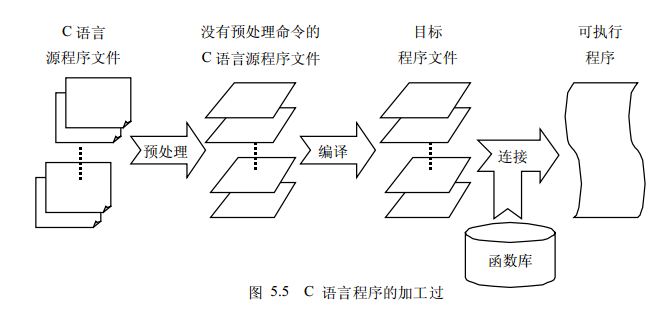 C 语言
源程序文件
没有预处理命令的
C 语言源程序文件
目标
程序文件
可执行
程序
预处理
编译
连接
函数库
图 5.5 C 语言程序的加工过